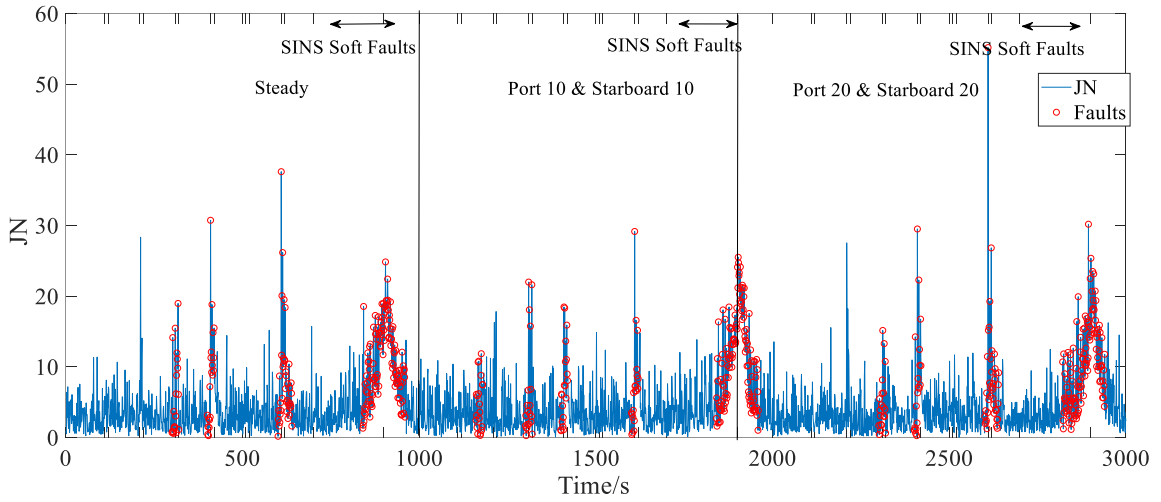 60
50
40
30
20
10
0
JN
SINS Soft Faults
SINS Soft Faults
SINS Soft Faults
Steady
Port 10 & Starboard 10
Port 20 & Starboard 20
JN
Faults
0
500
1000
1500
2000
2500
3000
Time/s